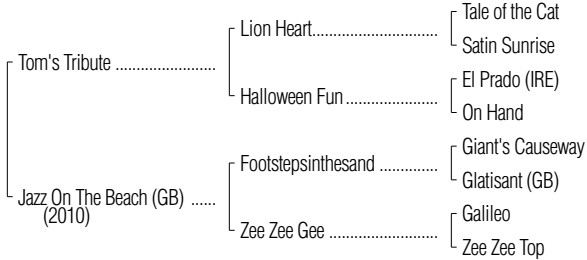 Tale of the Cat
Lion Heart..............................
Satin Sunrise
Tom's Tribute ........................
El Prado (IRE)
Halloween Fun......................
On Hand
Giant's Causeway
Footstepsinthesand ..............
Glatisant (GB)
Jazz On The Beach (GB) ......
(2010)
Galileo
Zee Zee Gee ..........................
Zee Zee Top